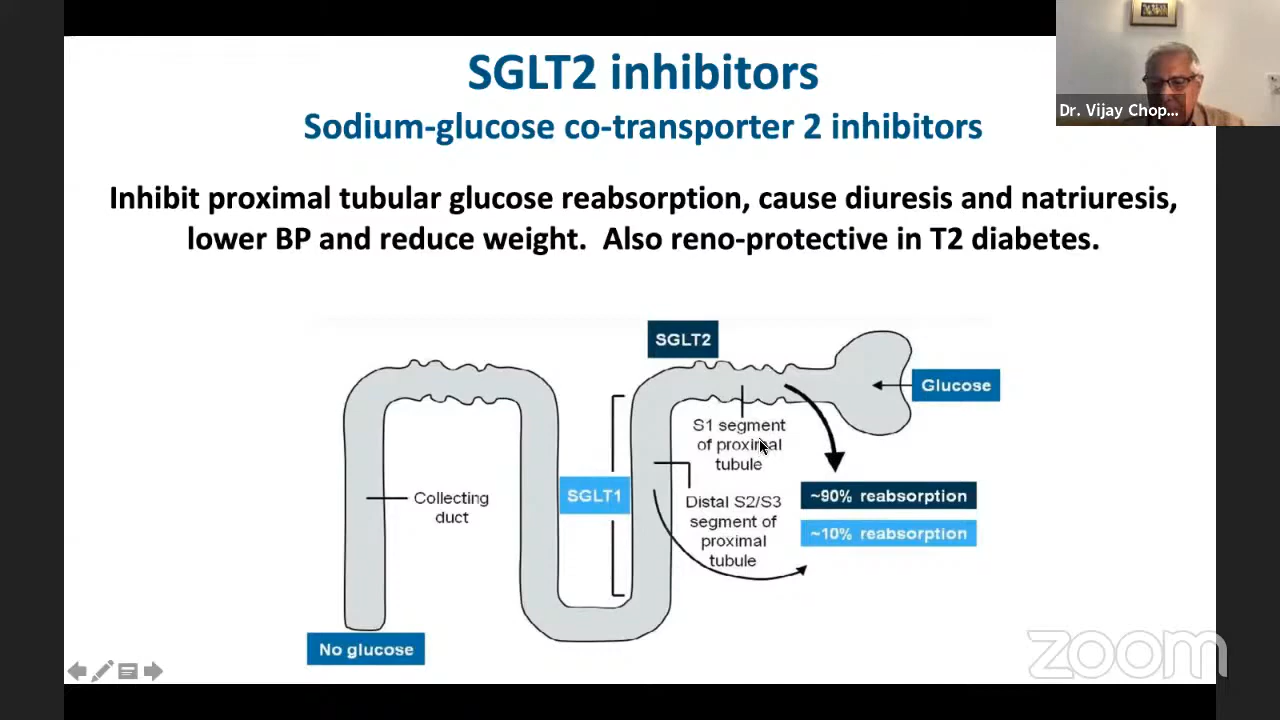 SGLT2 inhibitors
Sodium-glucose co-transporter 2 inhibitors
Dr. Vijay Chop...
Inhibit proximal tubular glucose reabsorption, cause diuresis and natriuresis,
lower BP and reduce weight.  Also reno-protective in T2 diabetes.
SGLT2
Glucose
S1 segment
of proximal
tubule
SGLT1
Collecting
duct
Distal S2/S3
segment of
proximal
tubule
~90% reabsorption
~10% reabsorption
No glucose
zoom